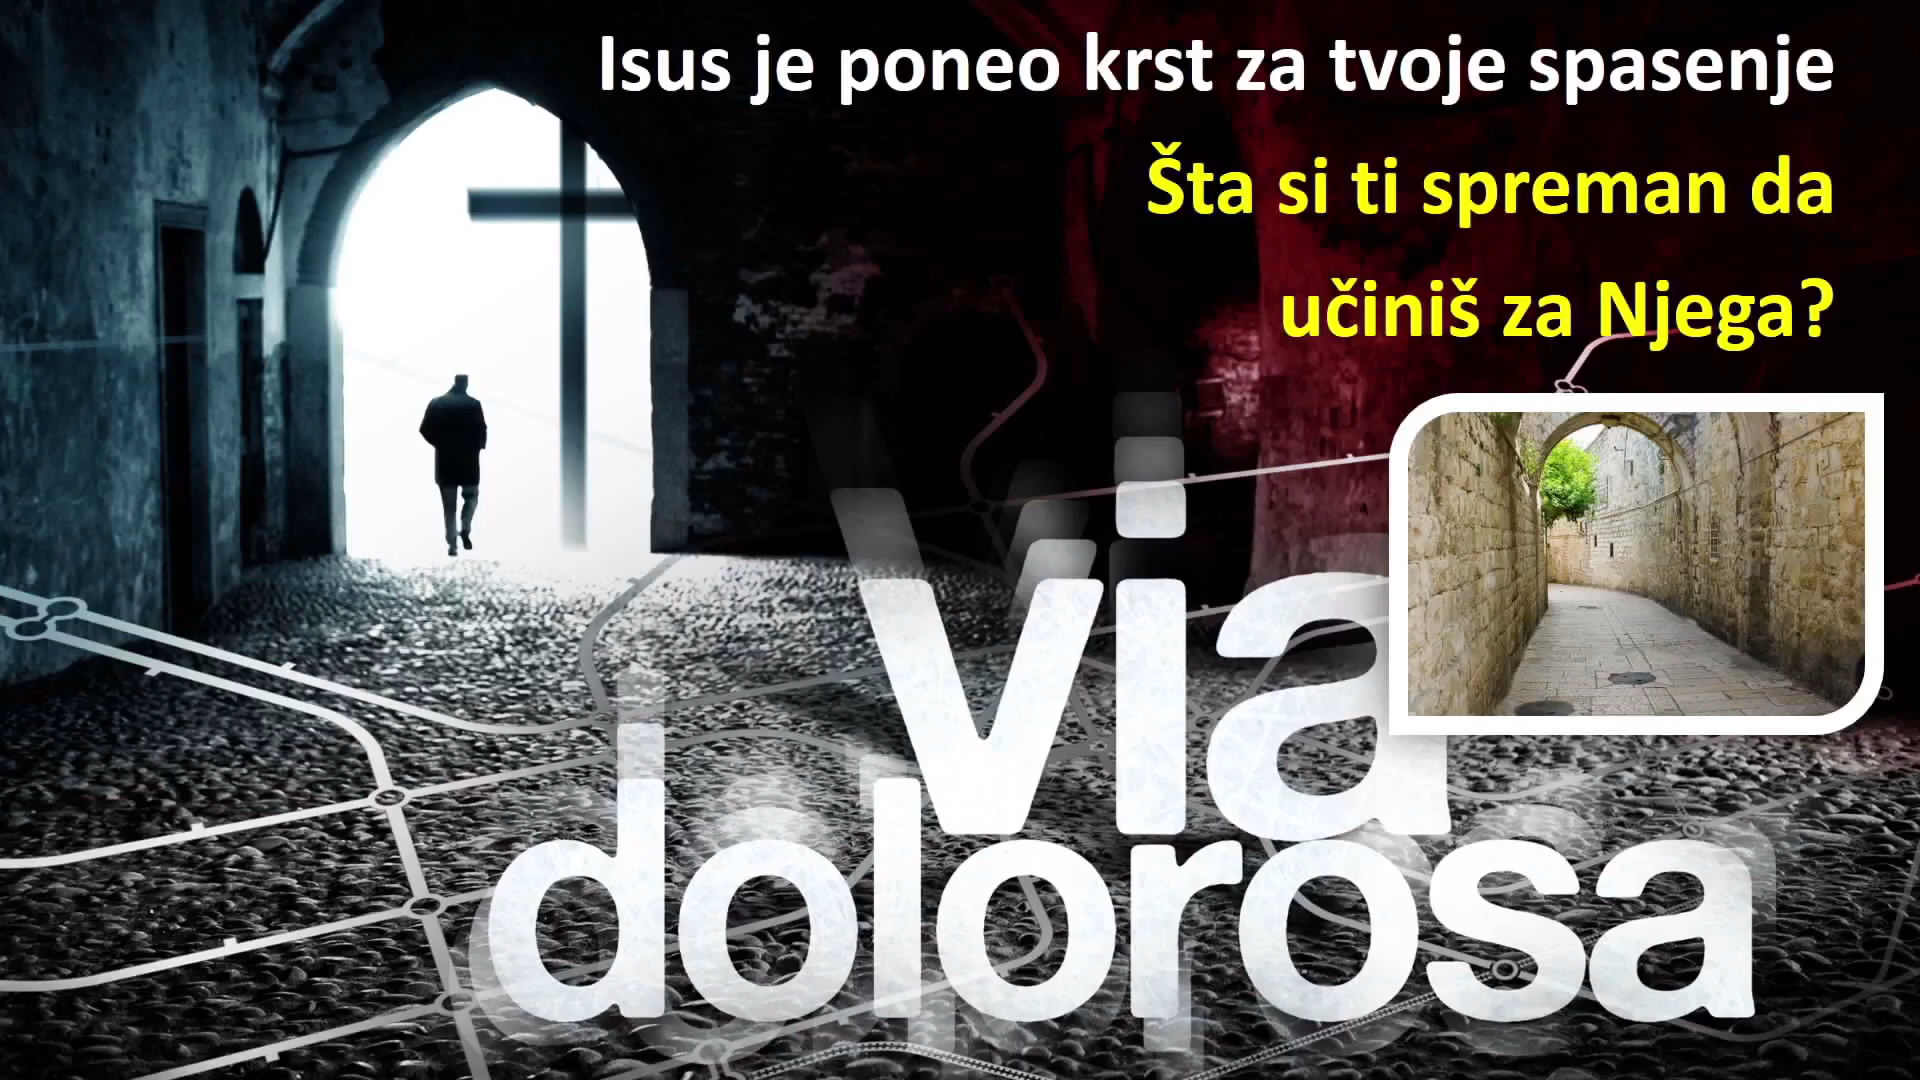 Isus je poneo krst za tvoje spasenje
Šta si ti spreman da
učiniš za Njega?
via
dolorosa